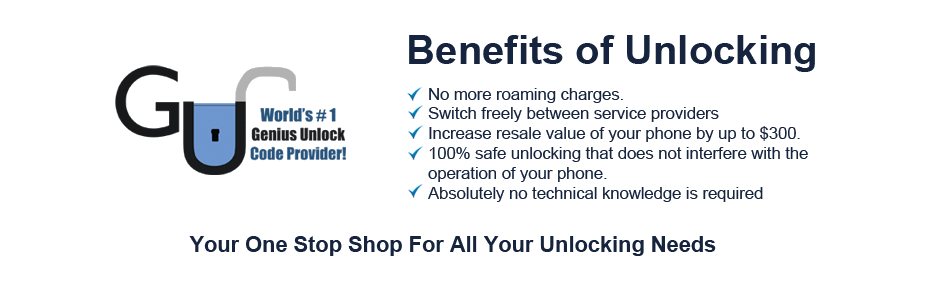 Benefits of Unlocking
GUC
World's # 1
Genius Unlock
Code Provider!
No more roaming charges.
Switch freely between service providers
Increase resale value of your phone by up to $300.
100% safe unlocking that does not interfere with the
operation of your phone.
Absolutely no technical knowledge is required
Your One Stop Shop For All Your Unlocking Needs